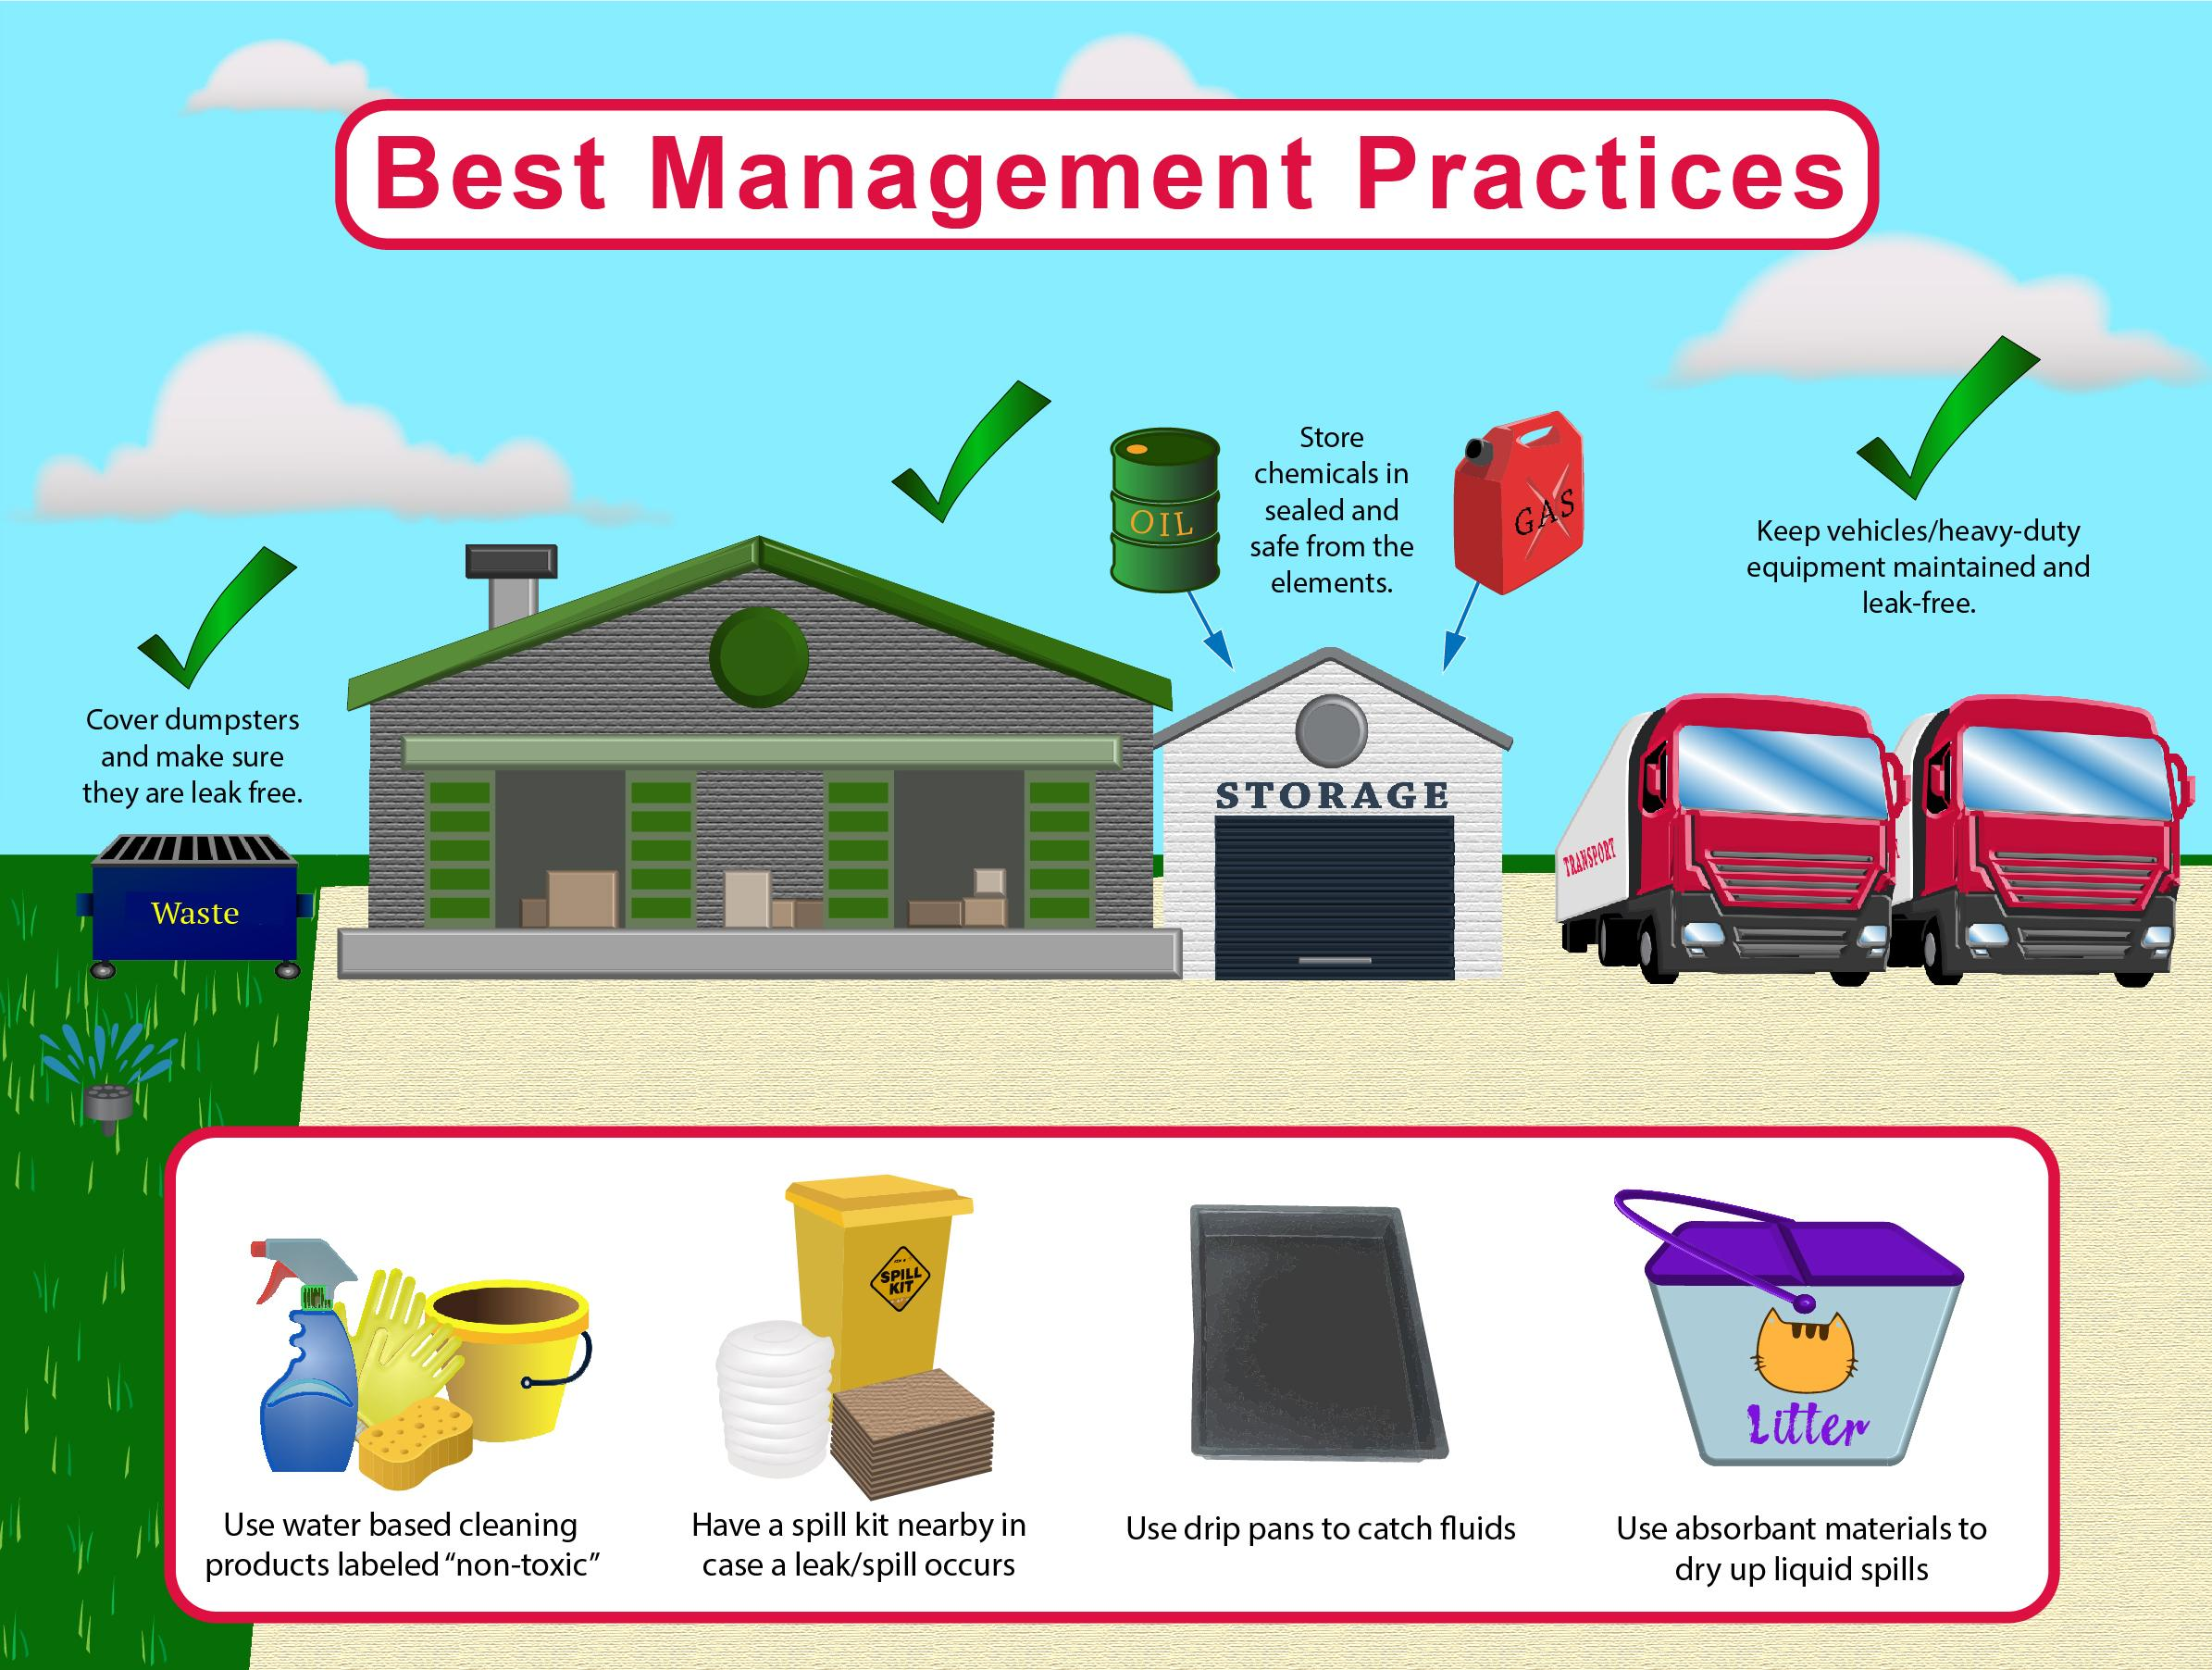 Best Management Practices
Store
chemicals in
sealed and
safe from the
elements.
OIL
GAS
Keep vehicles/heavy-duty
equipment maintained and
leak-free.
Cover dumpsters
and make sure
they are leak free.
Waste
STORAGE
TRANSPORT
SPILL
KIT
Litter
Use water based cleaning
products labeled “non-toxic”
Have a spill kit nearby in
case a leak/spill occurs
Use drip pans to catch fluids
Use absorbant materials to
dry up liquid spills